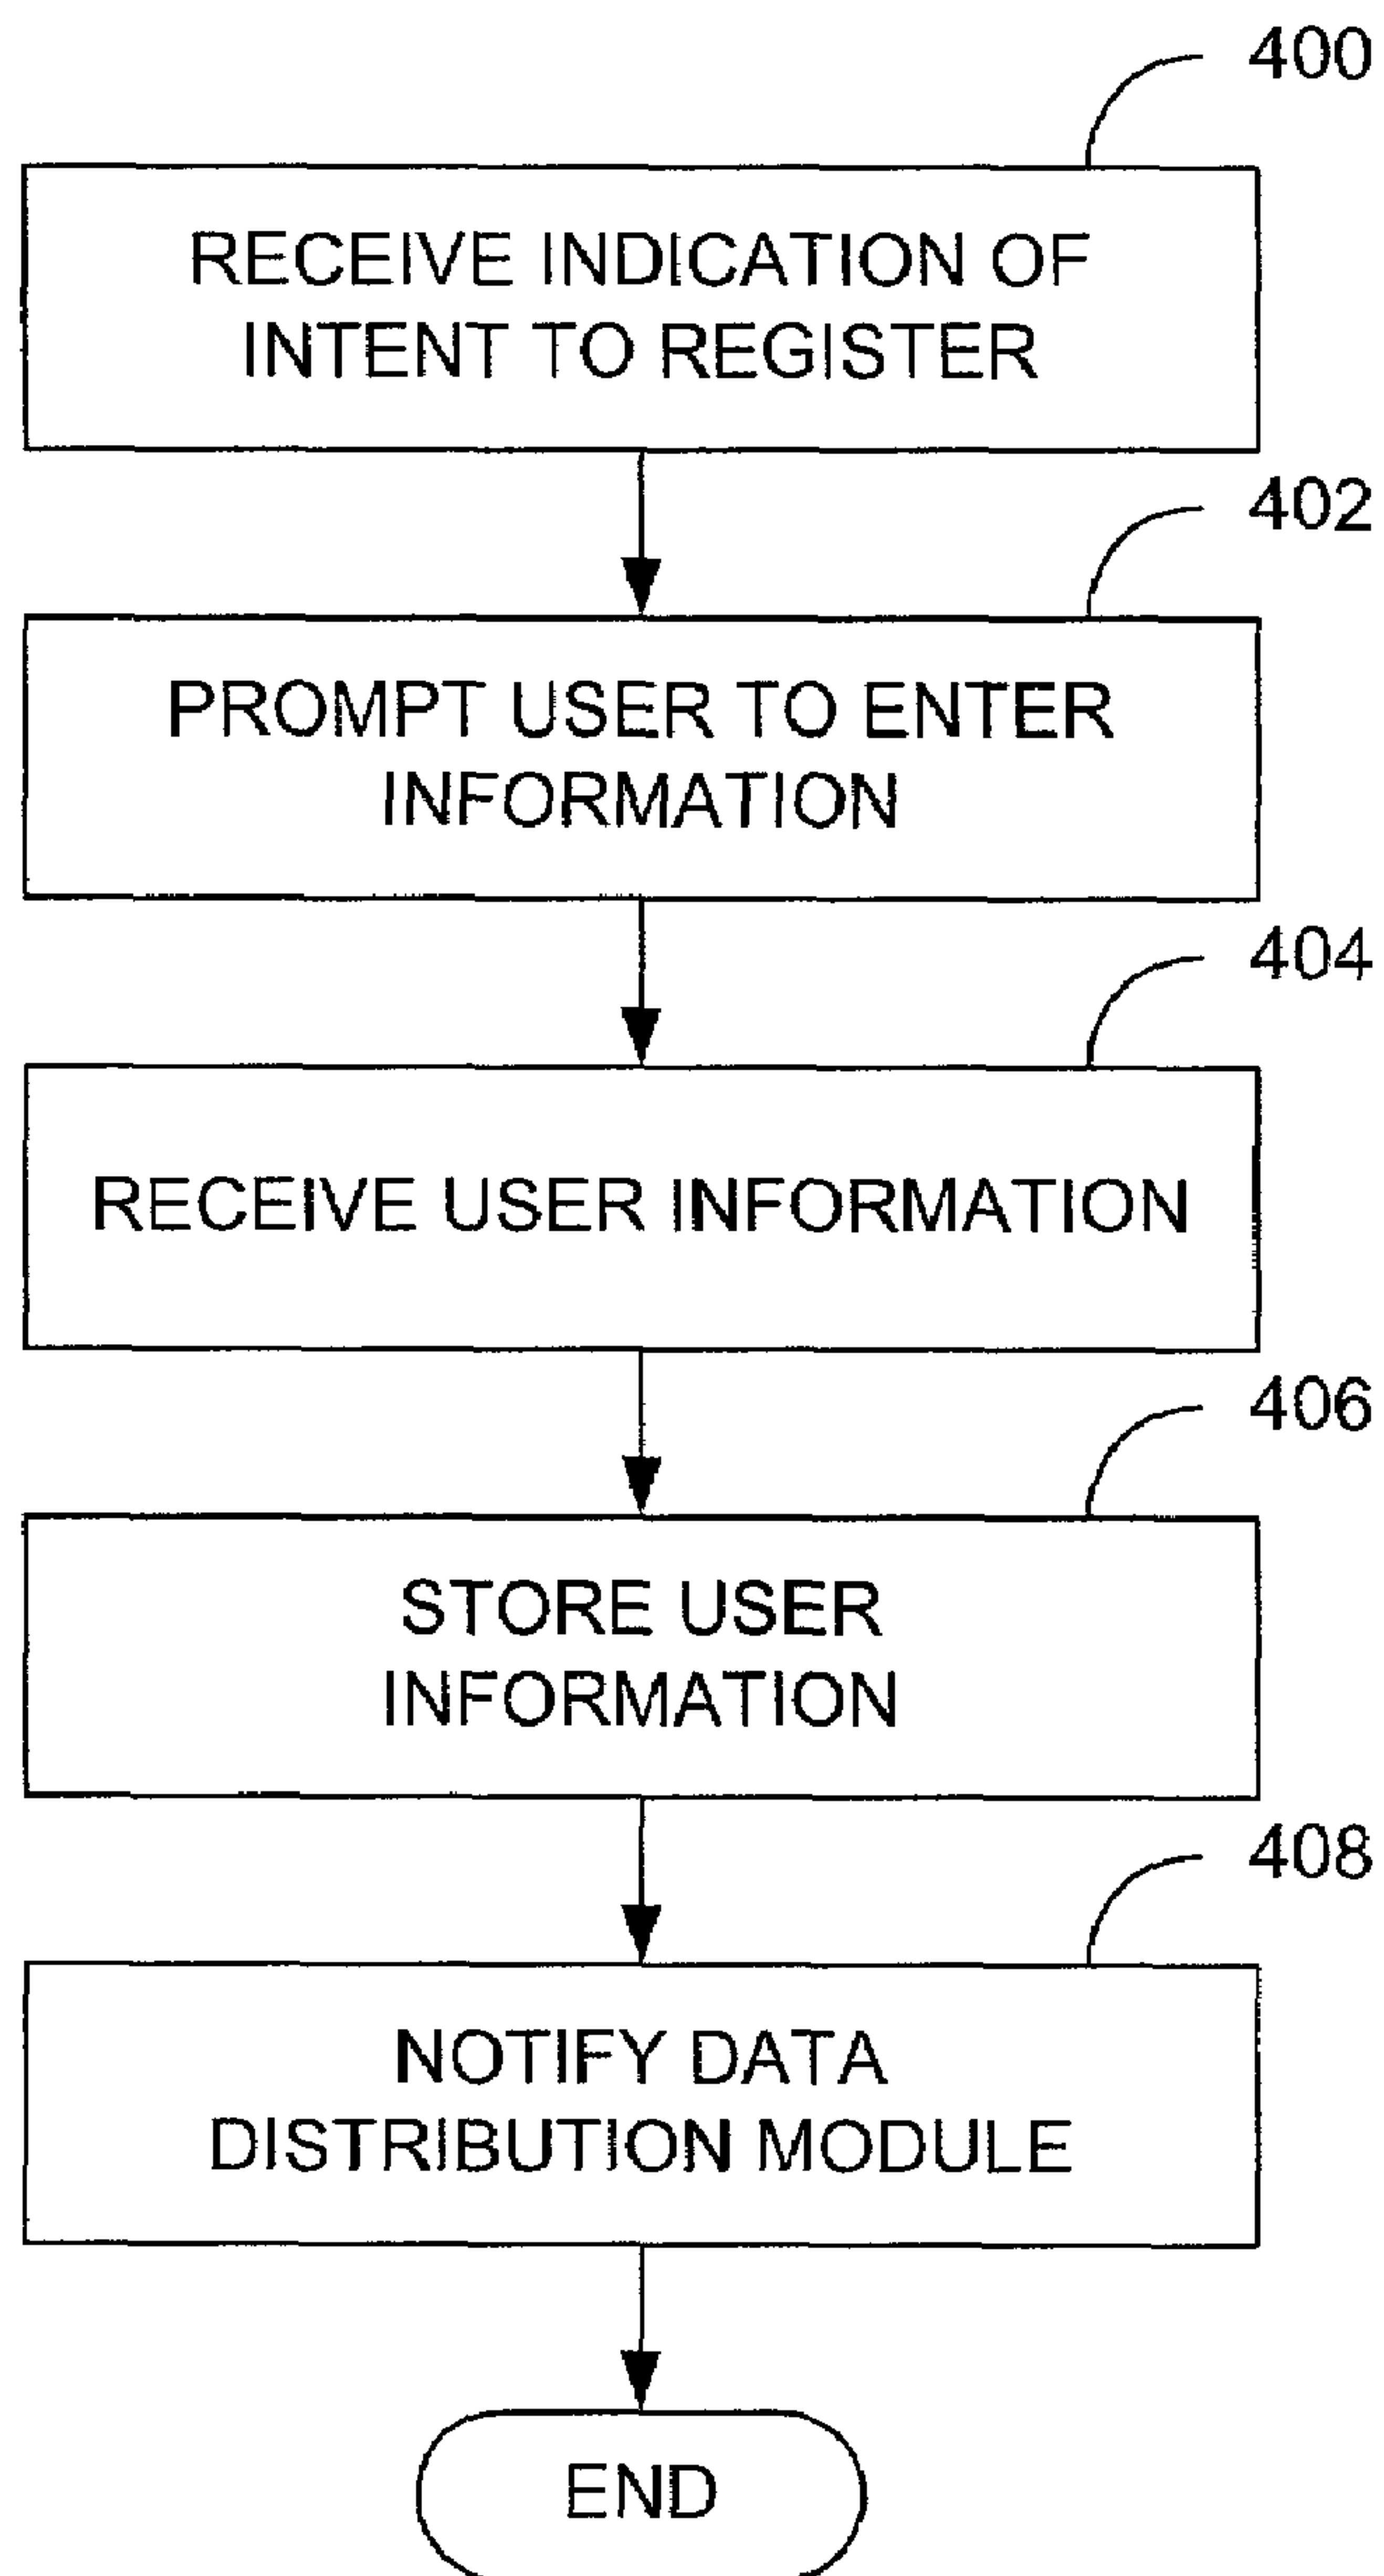 400
RECEIVE INDICATION OF
INTENT TO REGISTER
402
PROMPT USER TO ENTER
INFORMATION
404
RECEIVE USER INFORMATION
406
STORE USER
INFORMATION
408
NOTIFY DATA
DISTRIBUTION MODULE
END